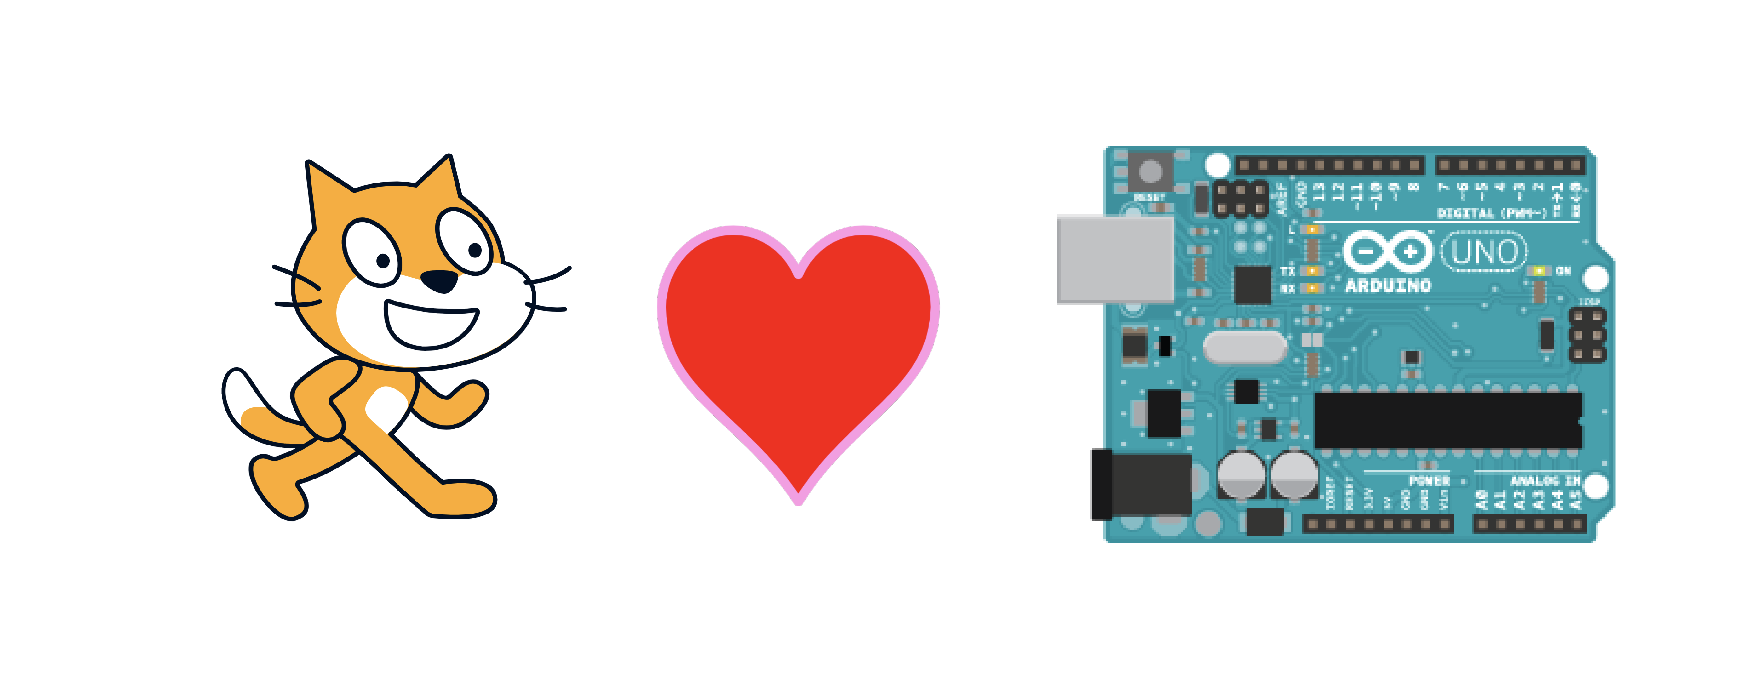 RESET
AREF
GND
13
12
~11
~10
~9
8
7
~6
~5
4
~3
2
TX→1
RX←0
DIGITAL (PWM~)
L
TX
RX
UNO
ARDUINO
ON
ICSP
POWER
ANALOG IN
IOREF
RESET
3.3V
5V
GND
GND
Vin
A0
A1
A2
A3
A4
A5